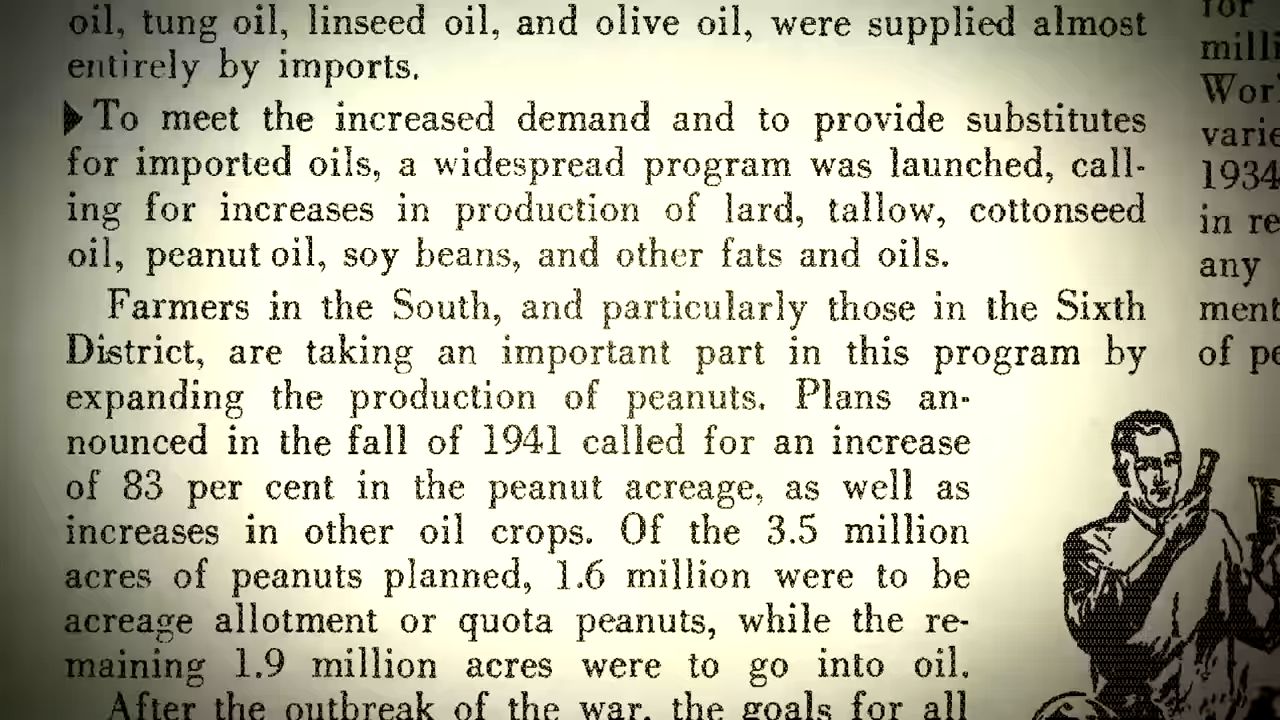 oil, tung oil, linseed oil, and olive oil, were supplied almost
entirely by imports.
To meet the increased demand and to provide substitutes
for imported oils, a widespread program was launched, call-
ing for increases in production of lard, tallow, cottonseed
oil, peanut oil, soy beans, and other fats and oils.
Farmers in the South, and particularly those in the Sixth
District, are taking an important part in this program by
expanding the production of peanuts. Plans an-
nounced in the fall of 1941 called for an increase
of 83 per cent in the peanut acreage, as well as
increases in other oil crops. Of the 3.5 million
acres of peanuts planned, 1.6 million were to be
acreage allotment or quota peanuts, while the re-
maining 1.9 million acres were to go into oil.
After the outbreak of the war, the goals for all
for
1934
in re
any
ment
of pe